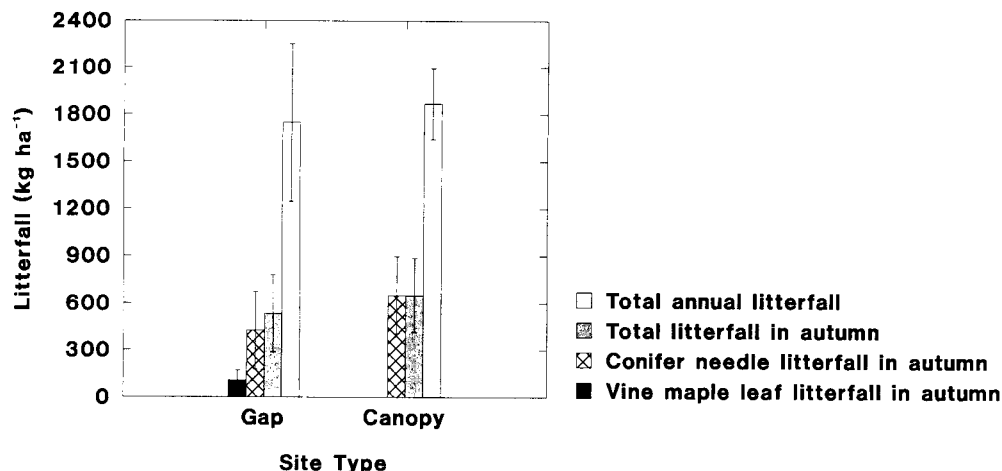 2400
2100
1800
1500
1200
900
600
300
0
Litterfall (kg ha⁻¹)
Gap
Canopy
Site Type
Total annual litterfall
Total litterfall in autumn
Conifer needle litterfall in autumn
Vine maple leaf litterfall in autumn